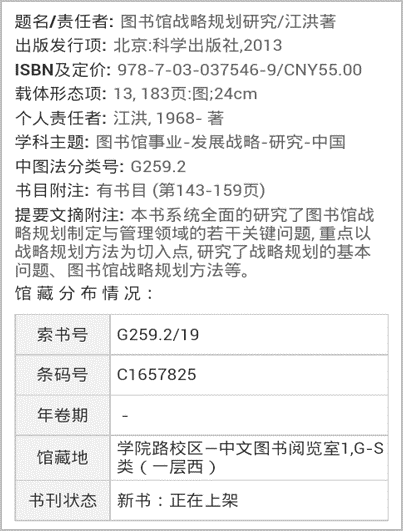 题名/责任者: 图书馆战略规划研究/江洪著
出版发行项: 北京:科学出版社,2013
ISBN及定价: 978-7-03-037546-9/CNY55.00
载体形态项: 13, 183页:图;24cm
个人责任者: 江洪, 1968- 著
学科主题: 图书馆事业-发展战略-研究-中国
中图法分类号: G259.2
书目附注: 有书目 (第143-159页)
提要文摘附注: 本书系统全面的研究了图书馆战
略规划制定与管理领域的若干关键问题, 重点以
战略规划方法为切入点, 研究了战略规划的基本
问题、图书馆战略规划方法等。
馆藏分布情况：
索书号 G259.2/19
条码号 C1657825
年卷期 -
馆藏地 学院路校区—中文图书阅览室1,G-S
类（一层西）
书刊状态 新书：正在上架